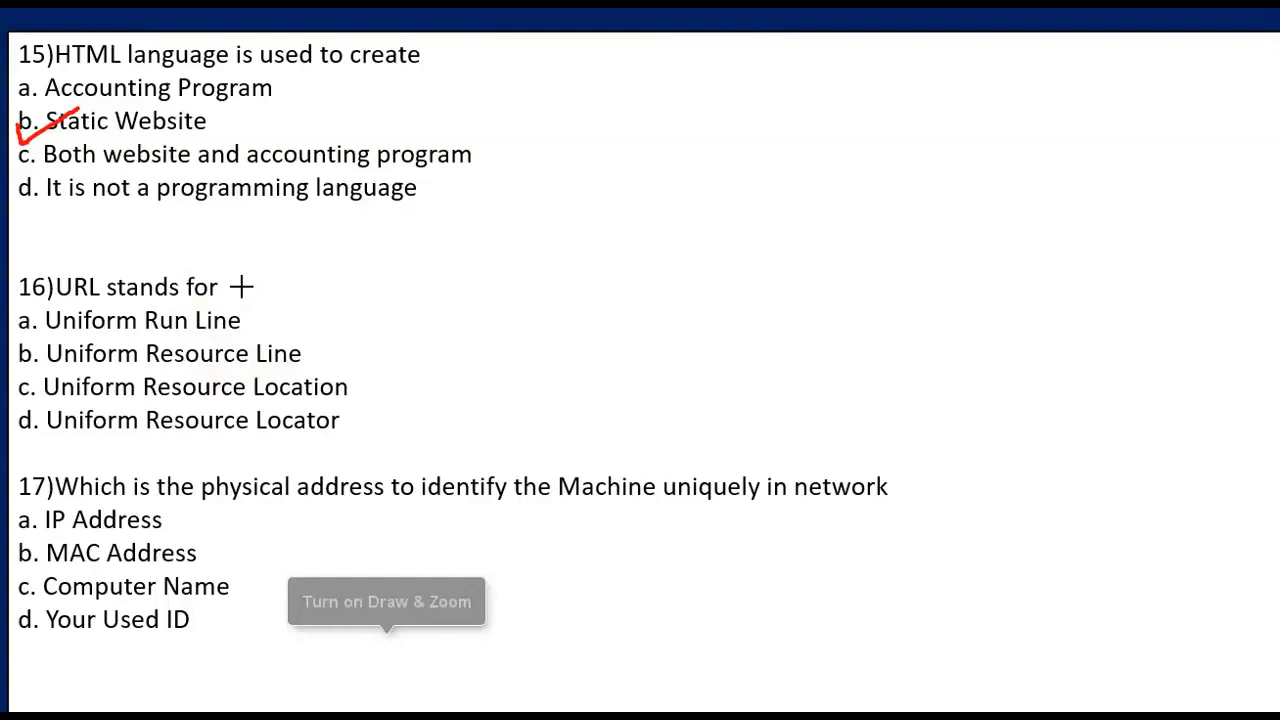 15)HTML language is used to create
a. Accounting Program
b. Static Website
c. Both website and accounting program
d. It is not a programming language
16)URL stands for
a. Uniform Run Line
b. Uniform Resource Line
c. Uniform Resource Location
d. Uniform Resource Locator
17)Which is the physical address to identify the Machine uniquely in network
a. IP Address
b. MAC Address
c. Computer Name
d. Your Used ID
Turn on Draw & Zoom